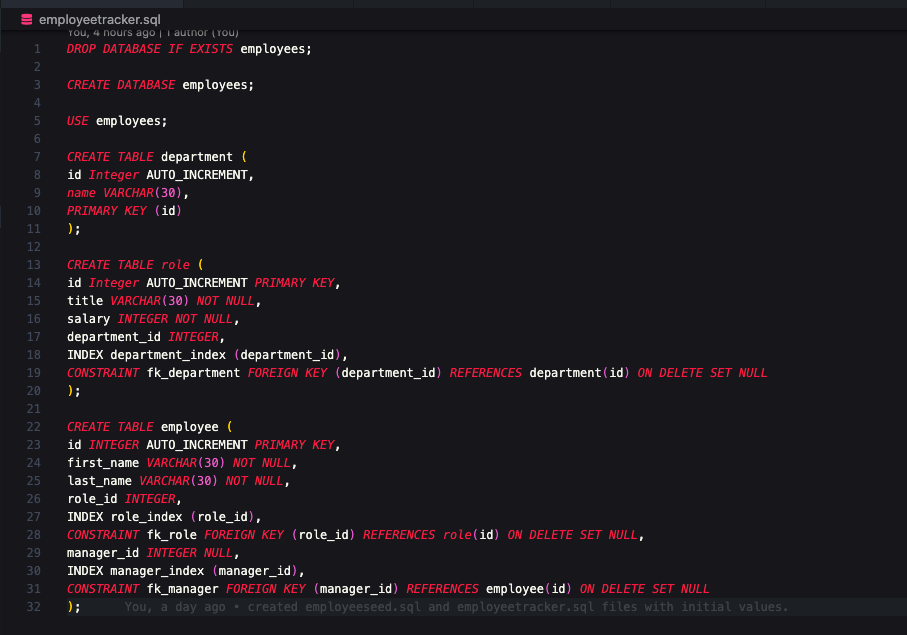 employeetracker.sql
You, 4 hours ago | 1 author (You)
1 DROP DATABASE IF EXISTS employees;
2
3 CREATE DATABASE employees;
4
5 USE employees;
6
7 CREATE TABLE department (
8 id Integer AUTO_INCREMENT,
9 name VARCHAR(30),
10 PRIMARY KEY (id)
11 );
12
13 CREATE TABLE role (
14 id Integer AUTO_INCREMENT PRIMARY KEY,
15 title VARCHAR(30) NOT NULL,
16 salary INTEGER NOT NULL,
17 department_id INTEGER,
18 INDEX department_index (department_id),
19 CONSTRAINT fk_department FOREIGN KEY (department_id) REFERENCES department(id) ON DELETE SET NULL
20 );
21
22 CREATE TABLE employee (
23 id INTEGER AUTO_INCREMENT PRIMARY KEY,
24 first_name VARCHAR(30) NOT NULL,
25 last_name VARCHAR(30) NOT NULL,
26 role_id INTEGER,
27 INDEX role_index (role_id),
28 CONSTRAINT fk_role FOREIGN KEY (role_id) REFERENCES role(id) ON DELETE SET NULL,
29 manager_id INTEGER NULL,
30 INDEX manager_index (manager_id),
31 CONSTRAINT fk_manager FOREIGN KEY (manager_id) REFERENCES employee(id) ON DELETE SET NULL
32 ); You, a day ago • created employeeseed.sql and employeetracker.sql files with initial values.